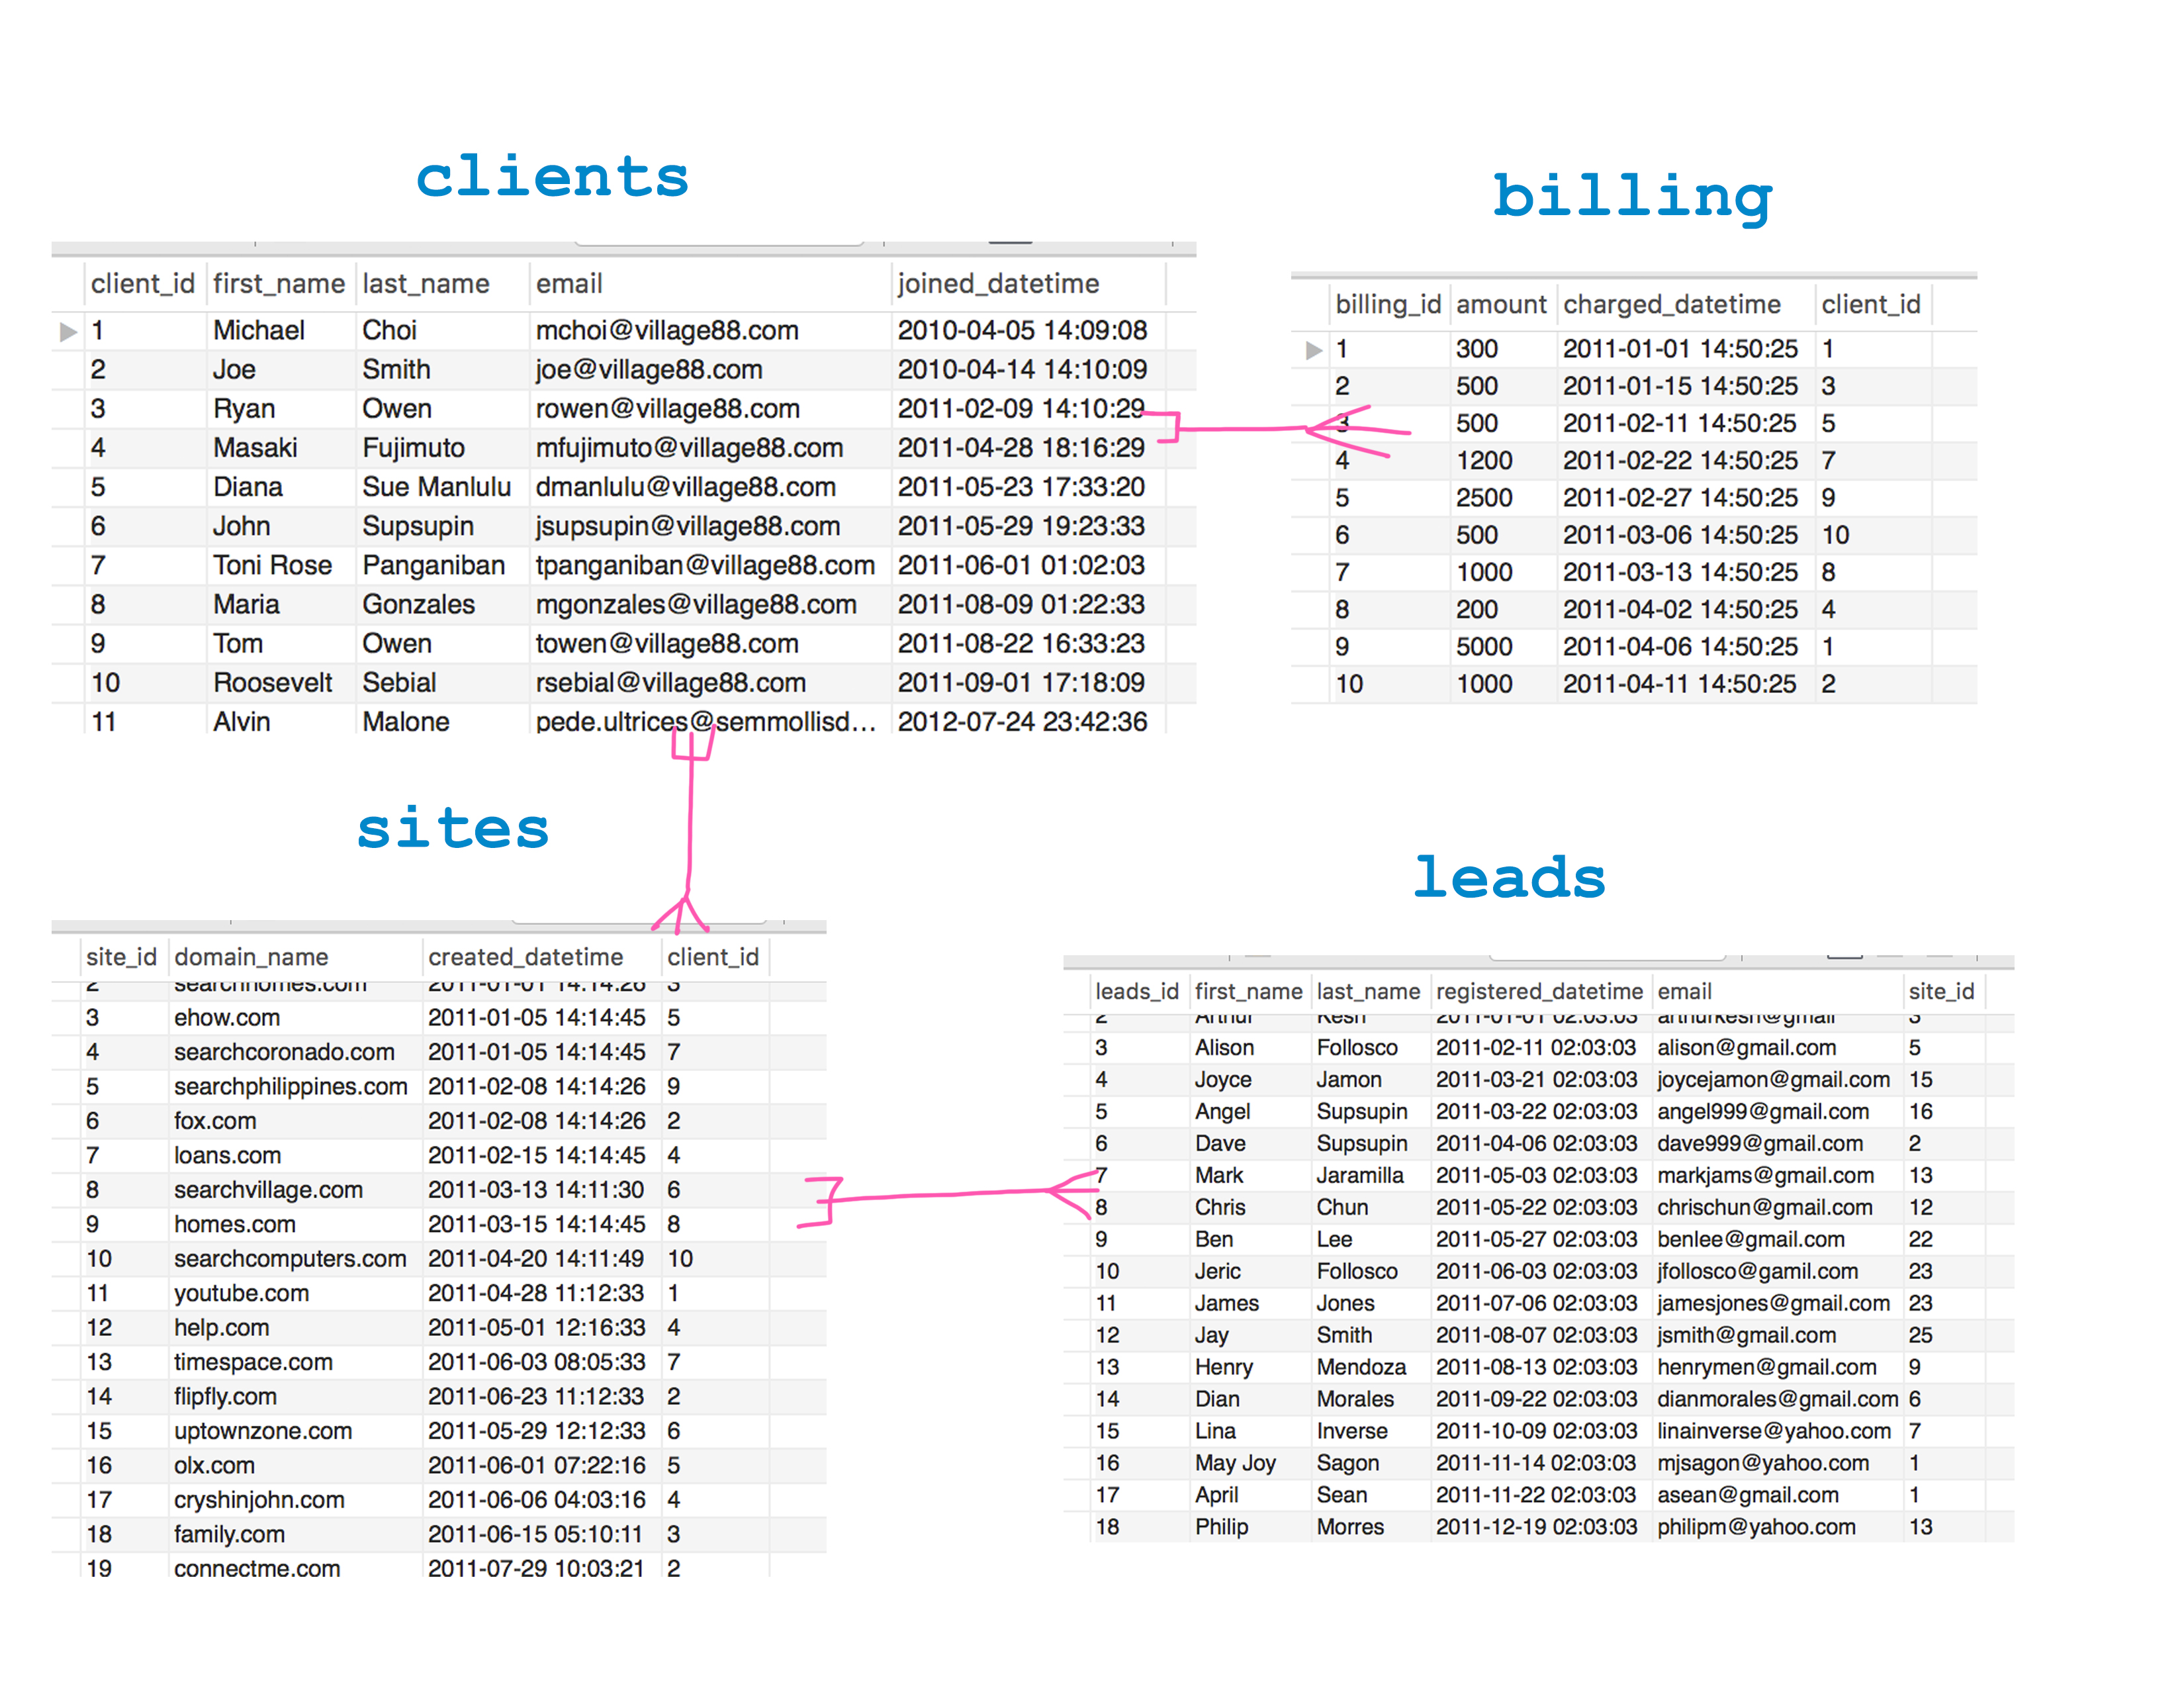 clients
client_id first_name last_name email joined_datetime
1 Michael Choi mchoi@village88.com 2010-04-05 14:09:08
2 Joe Smith joe@village88.com 2010-04-14 14:10:09
3 Ryan Owen rowen@village88.com 2011-02-09 14:10:29
4 Masaki Fujimuto mfujimuto@village88.com 2011-04-28 18:16:29
5 Diana Sue Manlulu dmanlulu@village88.com 2011-05-23 17:33:20
6 John Supsupin jsupsupin@village88.com 2011-05-29 19:23:33
7 Toni Rose Panganiban tpanganiban@village88.com 2011-06-01 01:02:03
8 Maria Gonzales mgonzales@village88.com 2011-08-09 01:22:33
9 Tom Owen towen@village88.com 2011-08-22 16:33:23
10 Roosevelt Sebial rsebial@village88.com 2011-09-01 17:18:09
11 Alvin Malone pede.ultrices@semmollisd... 2012-07-24 23:42:36
billing
billing_id amount charged_datetime client_id
1 300 2011-01-01 14:50:25 1
2 500 2011-01-15 14:50:25 3
3 500 2011-02-11 14:50:25 5
4 1200 2011-02-22 14:50:25 7
5 2500 2011-02-27 14:50:25 9
6 500 2011-03-06 14:50:25 10
7 1000 2011-03-13 14:50:25 8
8 200 2011-04-02 14:50:25 4
9 5000 2011-04-06 14:50:25 1
10 1000 2011-04-11 14:50:25 2
sites
site_id domain_name created_datetime client_id
2 searchhomes.com 2011-01-01 14:14:26 3
3 ehow.com 2011-01-05 14:14:45 5
4 searchcoronado.com 2011-01-05 14:14:45 7
5 searchphilippines.com 2011-02-08 14:14:26 9
6 fox.com 2011-02-08 14:14:26 2
7 loans.com 2011-02-15 14:14:45 4
8 searchvillage.com 2011-03-13 14:11:30 6
9 homes.com 2011-03-15 14:14:45 8
10 searchcomputers.com 2011-04-20 14:11:49 10
11 youtube.com 2011-04-28 11:12:33 1
12 help.com 2011-05-01 12:16:33 4
13 timespace.com 2011-06-03 08:05:33 7
14 flipfly.com 2011-06-23 11:12:33 2
15 uptownzone.com 2011-05-29 12:12:33 6
16 olx.com 2011-06-01 07:22:16 5
17 cryshinjohn.com 2011-06-06 04:03:16 4
18 family.com 2011-06-15 05:10:11 3
19 connectme.com 2011-07-29 10:03:21 2
leads
leads_id first_name last_name registered_datetime email site_id
2 Arthur Kesh 2011-01-01 02:03:03 arthurkesh@gmail 3
3 Alison Follosco 2011-02-11 02:03:03 alison@gmail.com 5
4 Joyce Jamon 2011-03-21 02:03:03 joycejamon@gmail.com 15
5 Angel Supsupin 2011-03-22 02:03:03 angel999@gmail.com 16
6 Dave Supsupin 2011-04-06 02:03:03 dave999@gmail.com 2
7 Mark Jaramilla 2011-05-03 02:03:03 markjams@gmail.com 13
8 Chris Chun 2011-05-22 02:03:03 chrischun@gmail.com 12
9 Ben Lee 2011-05-27 02:03:03 benlee@gmail.com 22
10 Jeric Follosco 2011-06-03 02:03:03 jfollosco@gamil.com 23
11 James Jones 2011-07-06 02:03:03 jamesjones@gmail.com 23
12 Jay Smith 2011-08-07 02:03:03 jsmith@gmail.com 25
13 Henry Mendoza 2011-08-13 02:03:03 henrymen@gmail.com 9
14 Dian Morales 2011-09-22 02:03:03 dianmorales@gmail.com 6
15 Lina Inverse 2011-10-09 02:03:03 linainverse@yahoo.com 7
16 May Joy Sagon 2011-11-14 02:03:03 mjsagon@yahoo.com 1
17 April Sean 2011-11-22 02:03:03 asean@gmail.com 1
18 Philip Morres 2011-12-19 02:03:03 philipm@yahoo.com 13